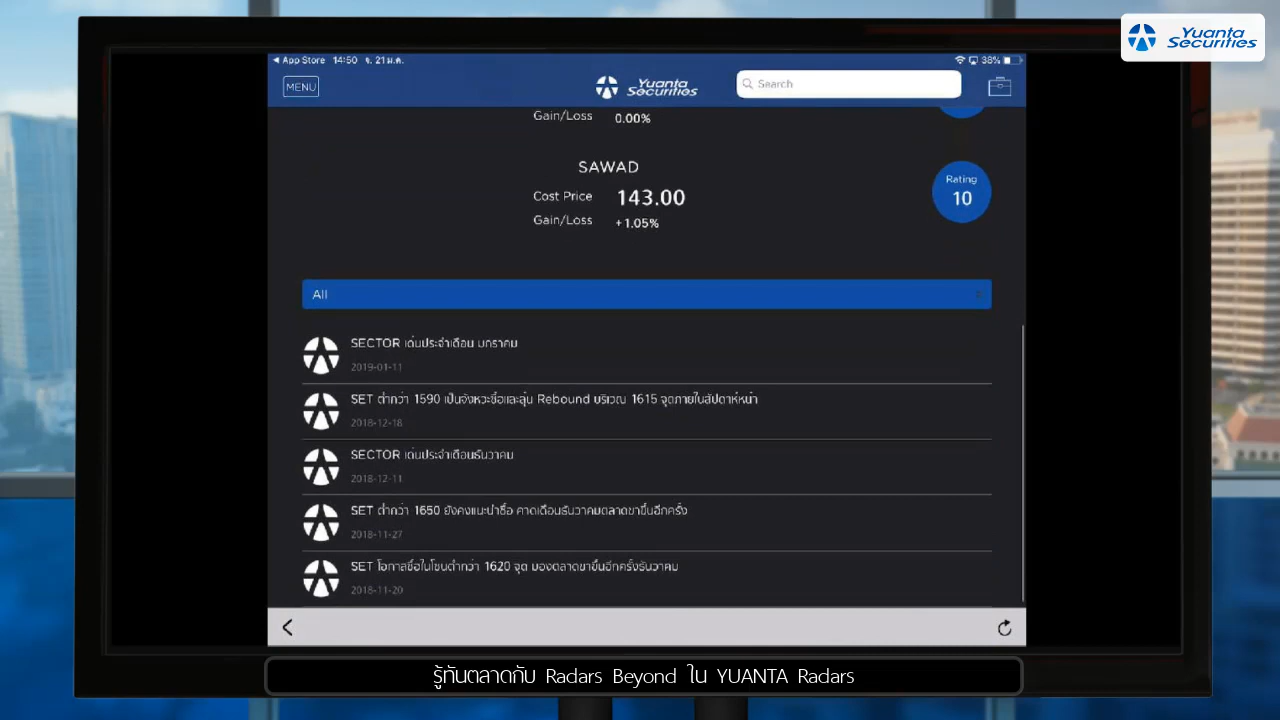 Yuanta
Securities
App Store 14:50 จ. 21 ม.ค.
38%
MENU
Yuanta
Securities
Search
Gain/Loss 0.00%
SAWAD
Cost Price 143.00
Gain/Loss +1.05%
Rating
10
All
SECTOR เด่นประจำเดือน มกราคม
2019-01-11
SET ต่ำกว่า 1590 เป็นจังหวะซื้อและลุ้น Rebound บริเวณ 1615 จุดภายในสัปดาห์หน้า
2018-12-18
SECTOR เด่นประจำเดือนธันวาคม
2018-12-11
SET ต่ำกว่า 1650 ยังคงแนะนำซื้อ คาดเดือนธันวาคมตลาดขาขึ้นอีกครั้ง
2018-11-27
SET โอกาสซื้อในโซนต่ำกว่า 1620 จุด มองตลาดขาขึ้นอีกครั้งธันวาคม
2018-11-20
รู้ทันตลาดกับ Radars Beyond ใน YUANTA Radars